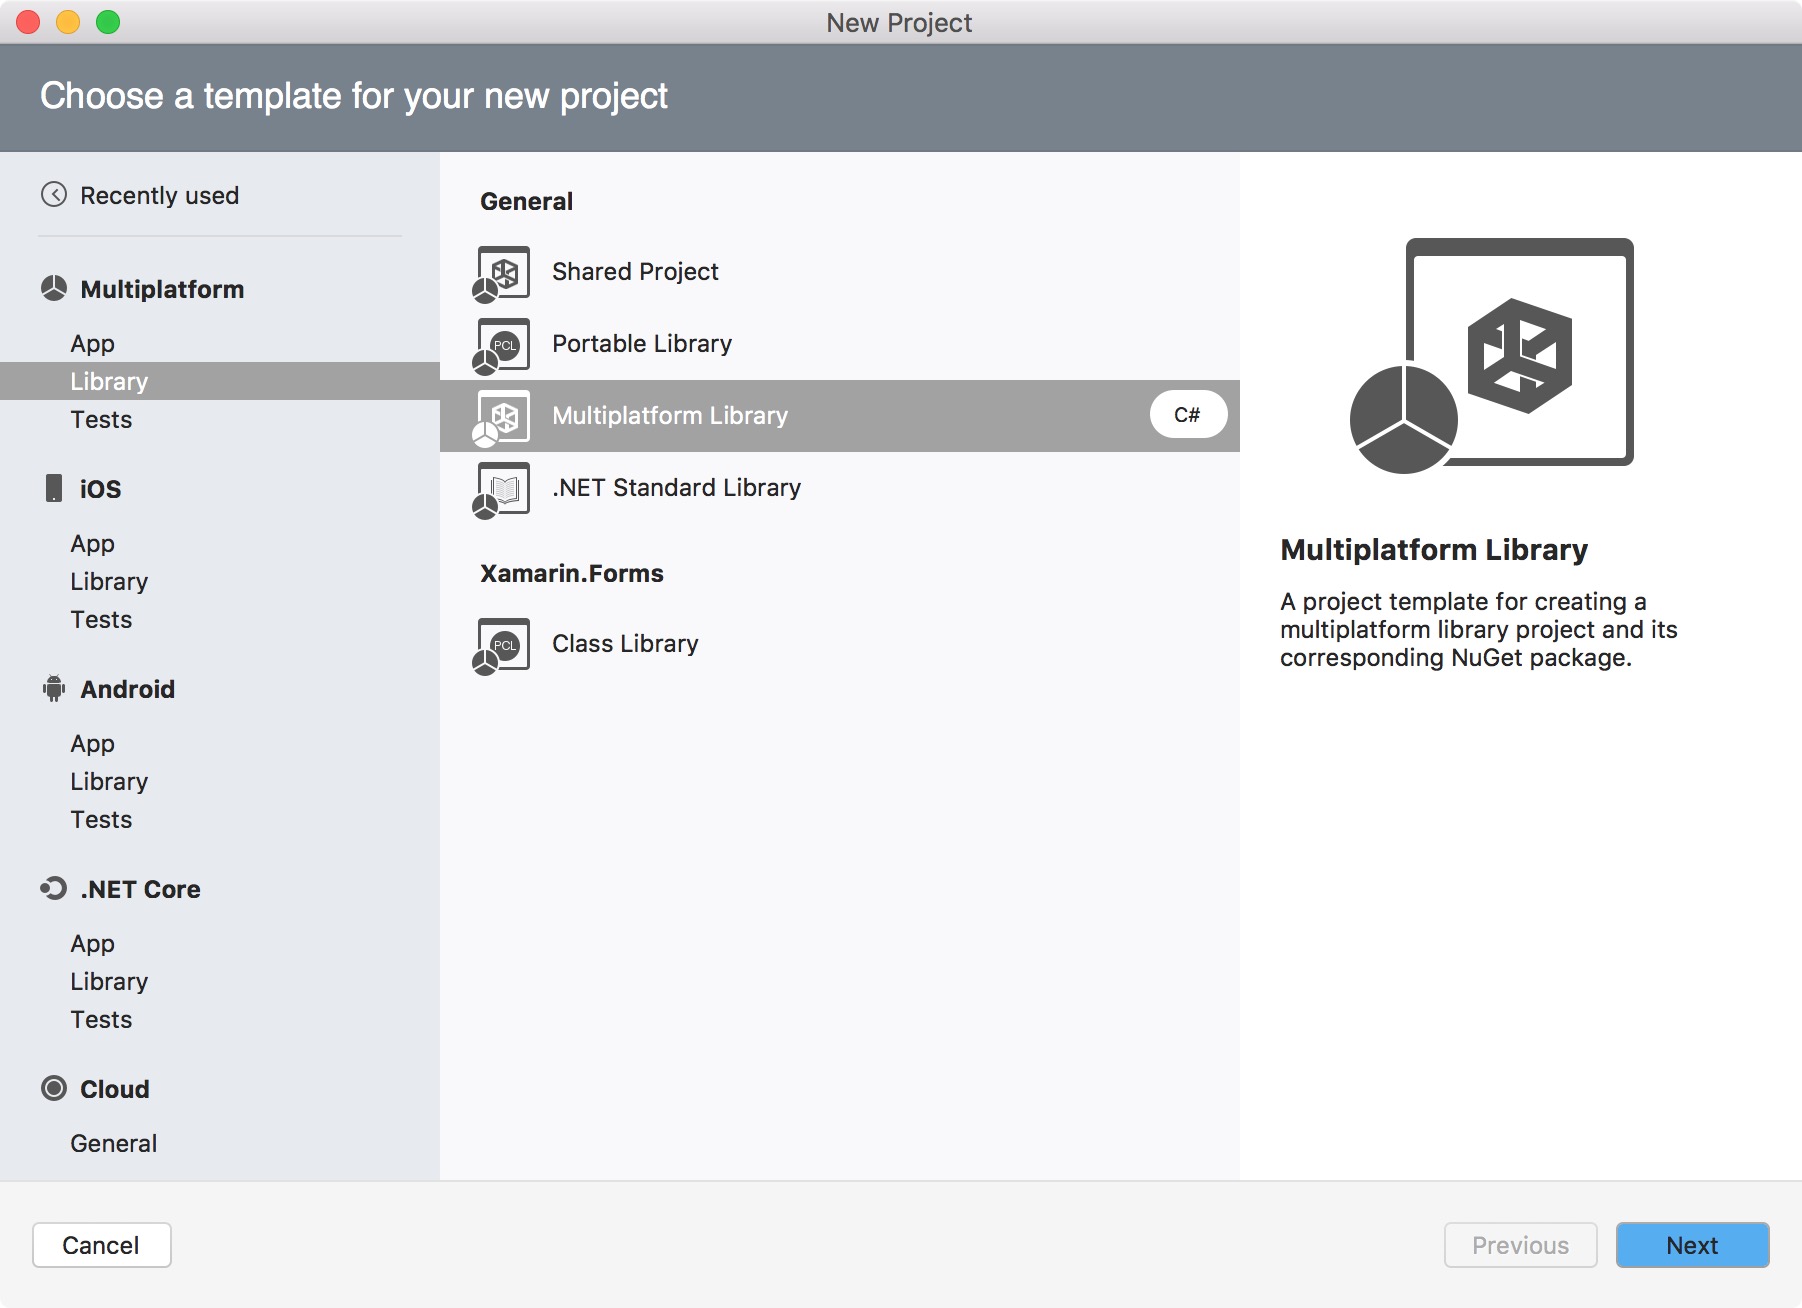 New Project
Choose a template for your new project
Recently used
Multiplatform
App
Library
Tests
iOS
App
Library
Tests
Android
App
Library
Tests
.NET Core
App
Library
Tests
Cloud
General
General
Shared Project
PCL
Portable Library
Multiplatform Library
C#
.NET Standard Library
Xamarin.Forms
PCL
Class Library
Multiplatform Library
A project template for creating a
multiplatform library project and its
corresponding NuGet package.
Cancel
Previous
Next